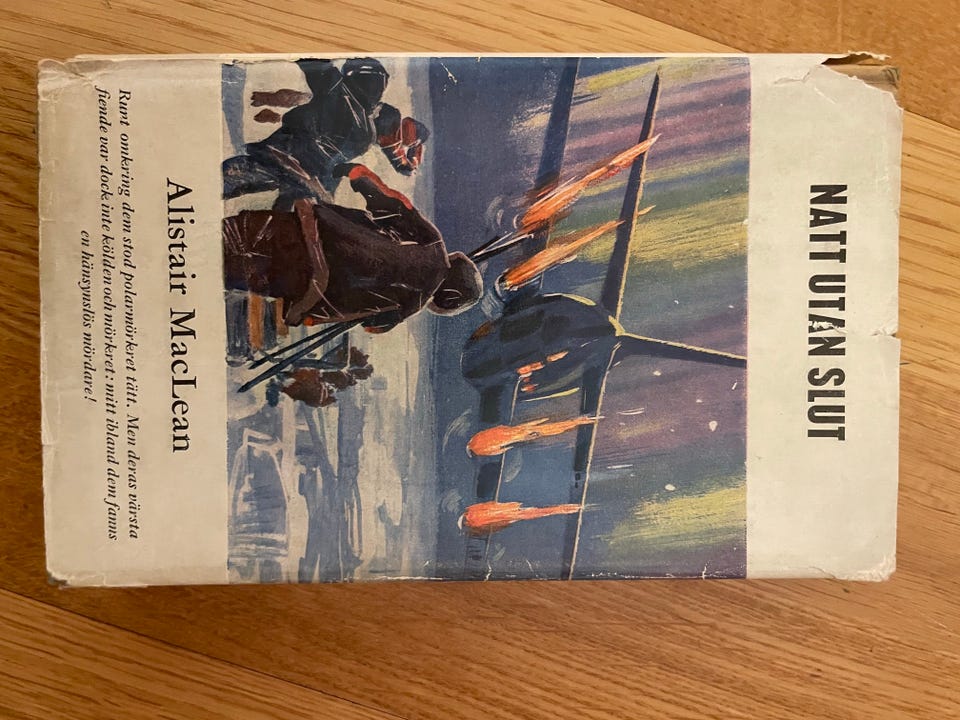 NATT UTAN SLUT
Alistair MacLean
Runt omkring dem stod polarmörkret tätt. Men deras värsta
fiende var dock inte kölden och mörkret: mitt ibland dem fanns
en hänsynslös mördare!